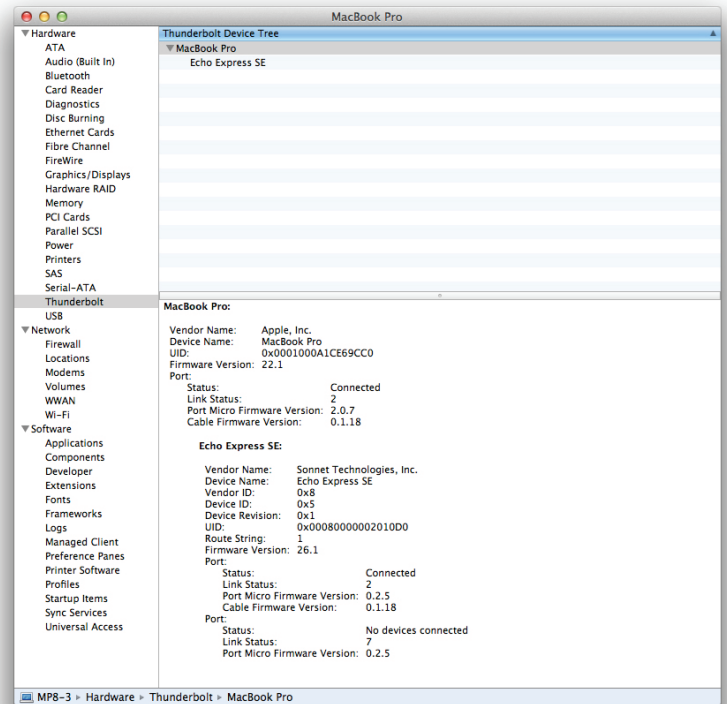 MacBook Pro
Hardware
ATA
Audio (Built In)
Bluetooth
Card Reader
Diagnostics
Disc Burning
Ethernet Cards
Fibre Channel
FireWire
Graphics/Displays
Hardware RAID
Memory
PCI Cards
Parallel SCSI
Power
Printers
SAS
Serial-ATA
Thunderbolt
USB
Network
Firewall
Locations
Modems
Volumes
WWAN
Wi-Fi
Software
Applications
Components
Developer
Extensions
Fonts
Frameworks
Logs
Managed Client
Preference Panes
Printer Software
Profiles
Startup Items
Sync Services
Universal Access
Thunderbolt Device Tree
MacBook Pro
Echo Express SE
MacBook Pro:
Vendor Name: Apple, Inc.
Device Name: MacBook Pro
UID: 0x0001000A1CE69CC0
Firmware Version: 22.1
Port:
Status: Connected
Link Status: 2
Port Micro Firmware Version: 2.0.7
Cable Firmware Version: 0.1.18
Echo Express SE:
Vendor Name: Sonnet Technologies, Inc.
Device Name: Echo Express SE
Vendor ID: 0x8
Device ID: 0x5
Device Revision: 0x1
UID: 0x00080000002010D0
Route String: 1
Firmware Version: 26.1
Port:
Status: Connected
Link Status: 2
Port Micro Firmware Version: 0.2.5
Cable Firmware Version: 0.1.18
Port:
Status: No devices connected
Link Status: 7
Port Micro Firmware Version: 0.2.5
MP8-3 ▸ Hardware ▸ Thunderbolt ▸ MacBook Pro